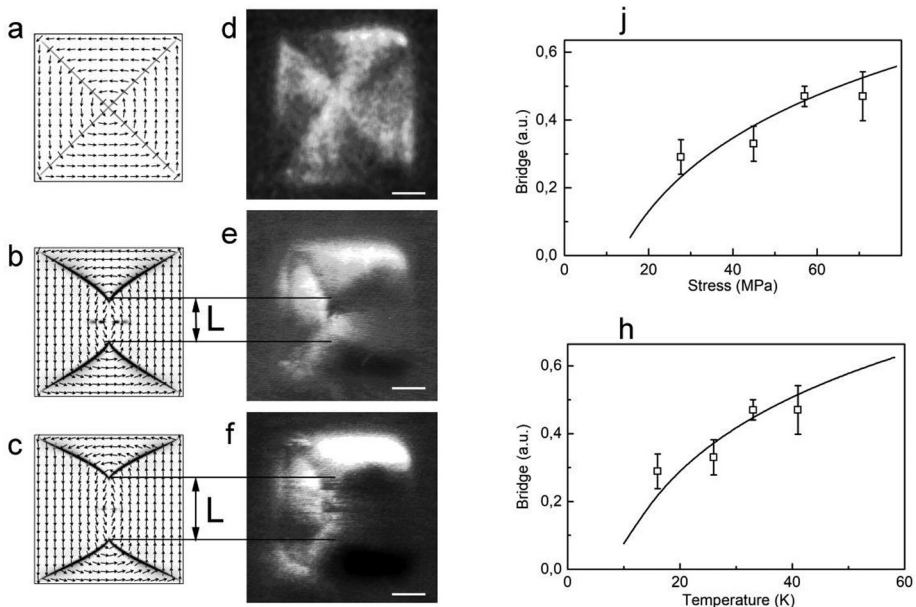 a
d
b
e
L
c
f
L
j
0,6
0,4
0,2
0,0
Bridge (a.u.)
0
20
40
60
Stress (MPa)
h
0,6
0,4
0,2
0,0
Bridge (a.u.)
0
20
40
60
Temperature (K)